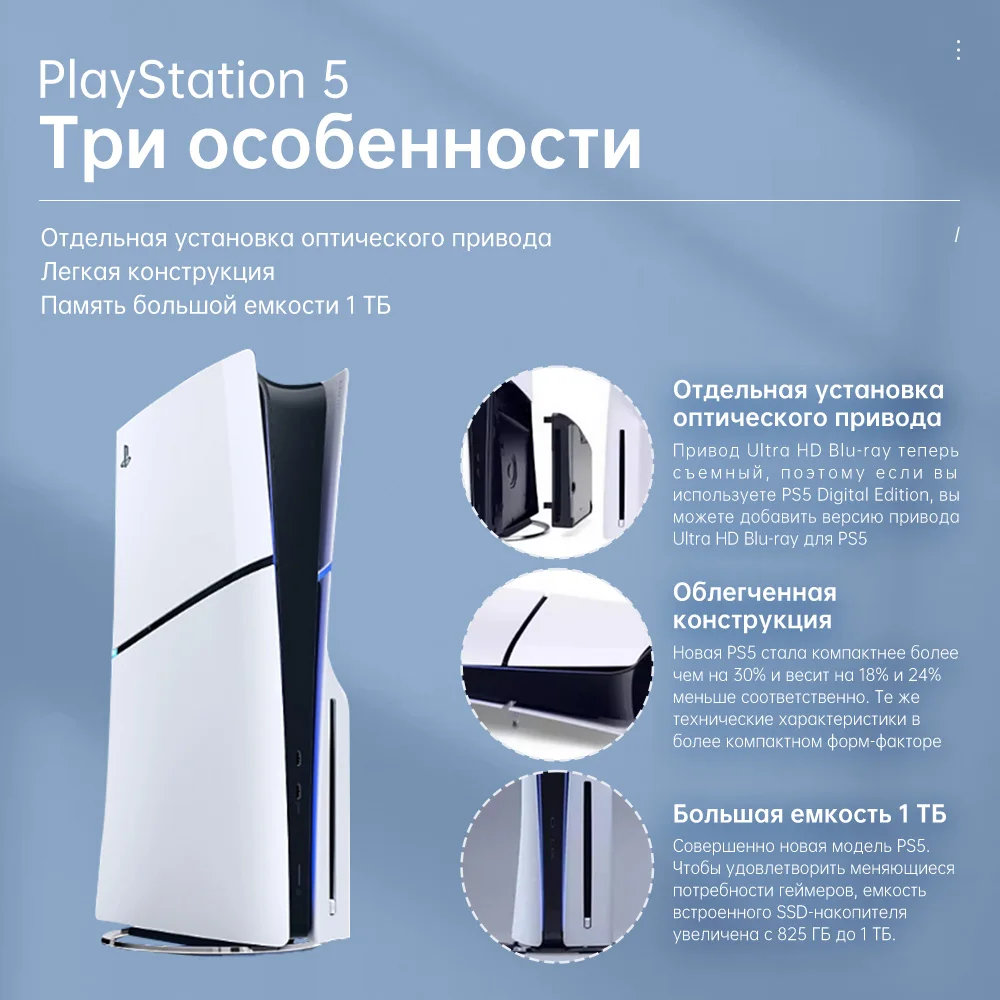 PlayStation 5
Три особенности
Отдельная установка оптического привода
Легкая конструкция
Память большой емкости 1 ТБ
Отдельная установка
оптического привода
Привод Ultra HD Blu-ray теперь
съемный, поэтому если вы
используете PS5 Digital Edition, вы
можете добавить версию привода
Ultra HD Blu-ray для PS5
Облегченная
конструкция
Новая PS5 стала компактнее более
чем на 30% и весит на 18% и 24%
меньше соответственно. Те же
технические характеристики в
более компактном форм-факторе
Большая емкость 1 ТБ
Совершенно новая модель PS5.
Чтобы удовлетворить меняющиеся
потребности геймеров, емкость
встроенного SSD-накопителя
увеличена с 825 ГБ до 1 ТБ.